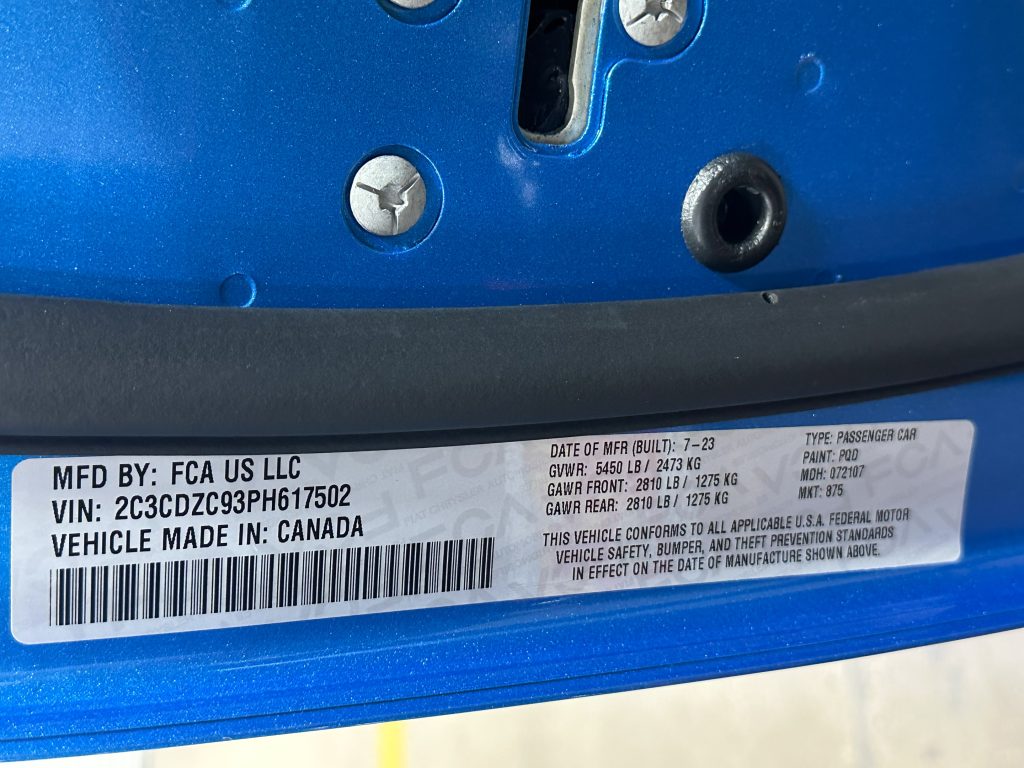 MFD BY: FCA US LLC
VIN: 2C3CDZC93PH617502
VEHICLE MADE IN: CANADA
DATE OF MFR (BUILT): 7-23
GVWR: 5450 LB / 2473 KG
GAWR FRONT: 2810 LB / 1275 KG
GAWR REAR: 2810 LB / 1275 KG
TYPE: PASSENGER CAR
PAINT: PQD
MDH: 072107
MKT: 875
THIS VEHICLE CONFORMS TO ALL APPLICABLE U.S.A. FEDERAL MOTOR
VEHICLE SAFETY, BUMPER, AND THEFT PREVENTION STANDARDS
IN EFFECT ON THE DATE OF MANUFACTURE SHOWN ABOVE.